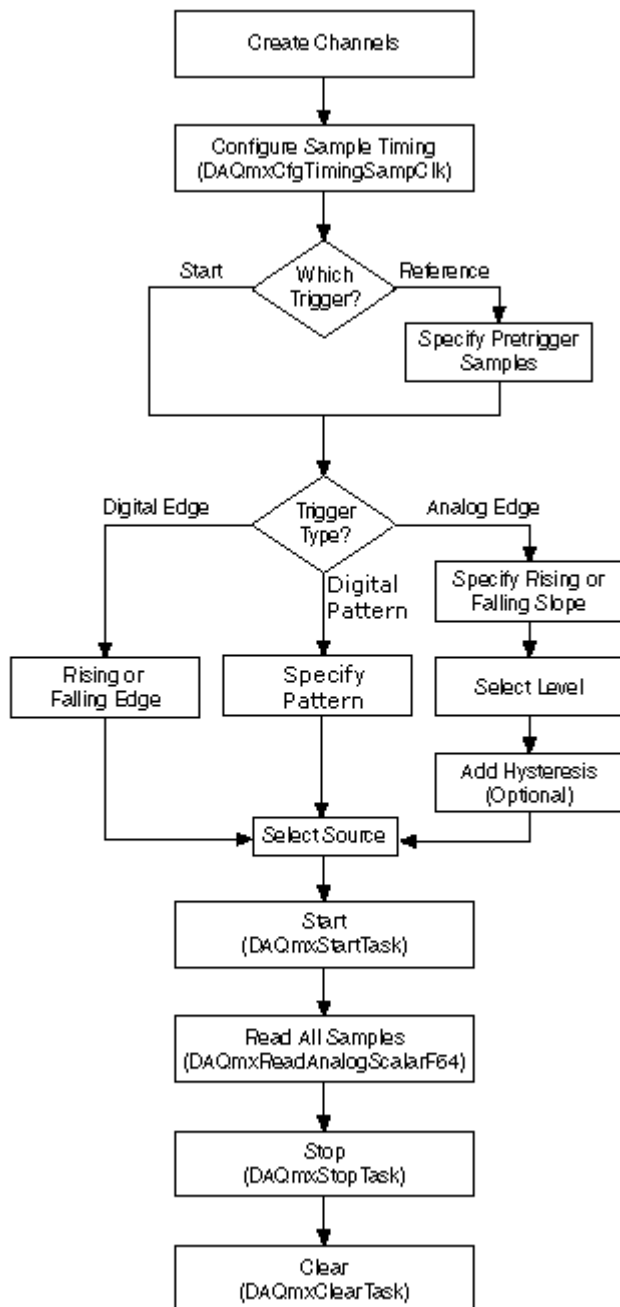 Create Channels
Configure Sample Timing
(DAQmxCfgTimingSampClk)
Start
Which
Trigger?
Reference
Specify Pretrigger
Samples
Digital Edge
Trigger
Type?
Analog Edge
Digital
Pattern
Specify Rising or
Falling Slope
Rising or
Falling Edge
Specify
Pattern
Select Level
Add Hysteresis
(Optional)
Select Source
Start
(DAQmxStartTask)
Read All Samples
(DAQmxReadAnalogScalarF64)
Stop
(DAQmxStopTask)
Clear
(DAQmxClearTask)